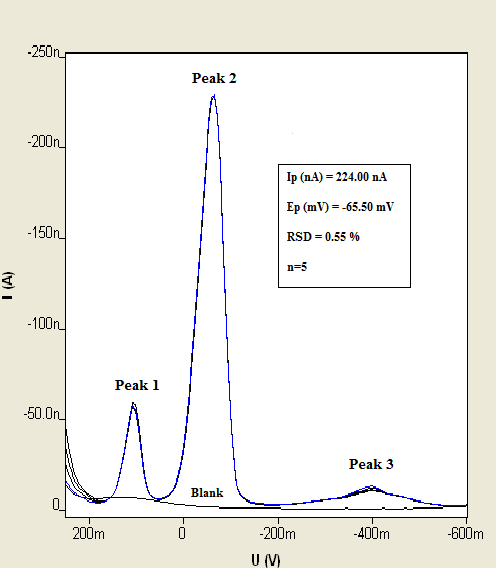 -250n
Peak 2
-200n
Ip (nA) = 224.00 nA
Ep (mV) = -65.50 mV
RSD = 0.55 %
n=5
-150n
I (A)
-100n
Peak 1
-50.0n
Peak 3
Blank
0
200m 0 -200m -400m -600m
U (V)